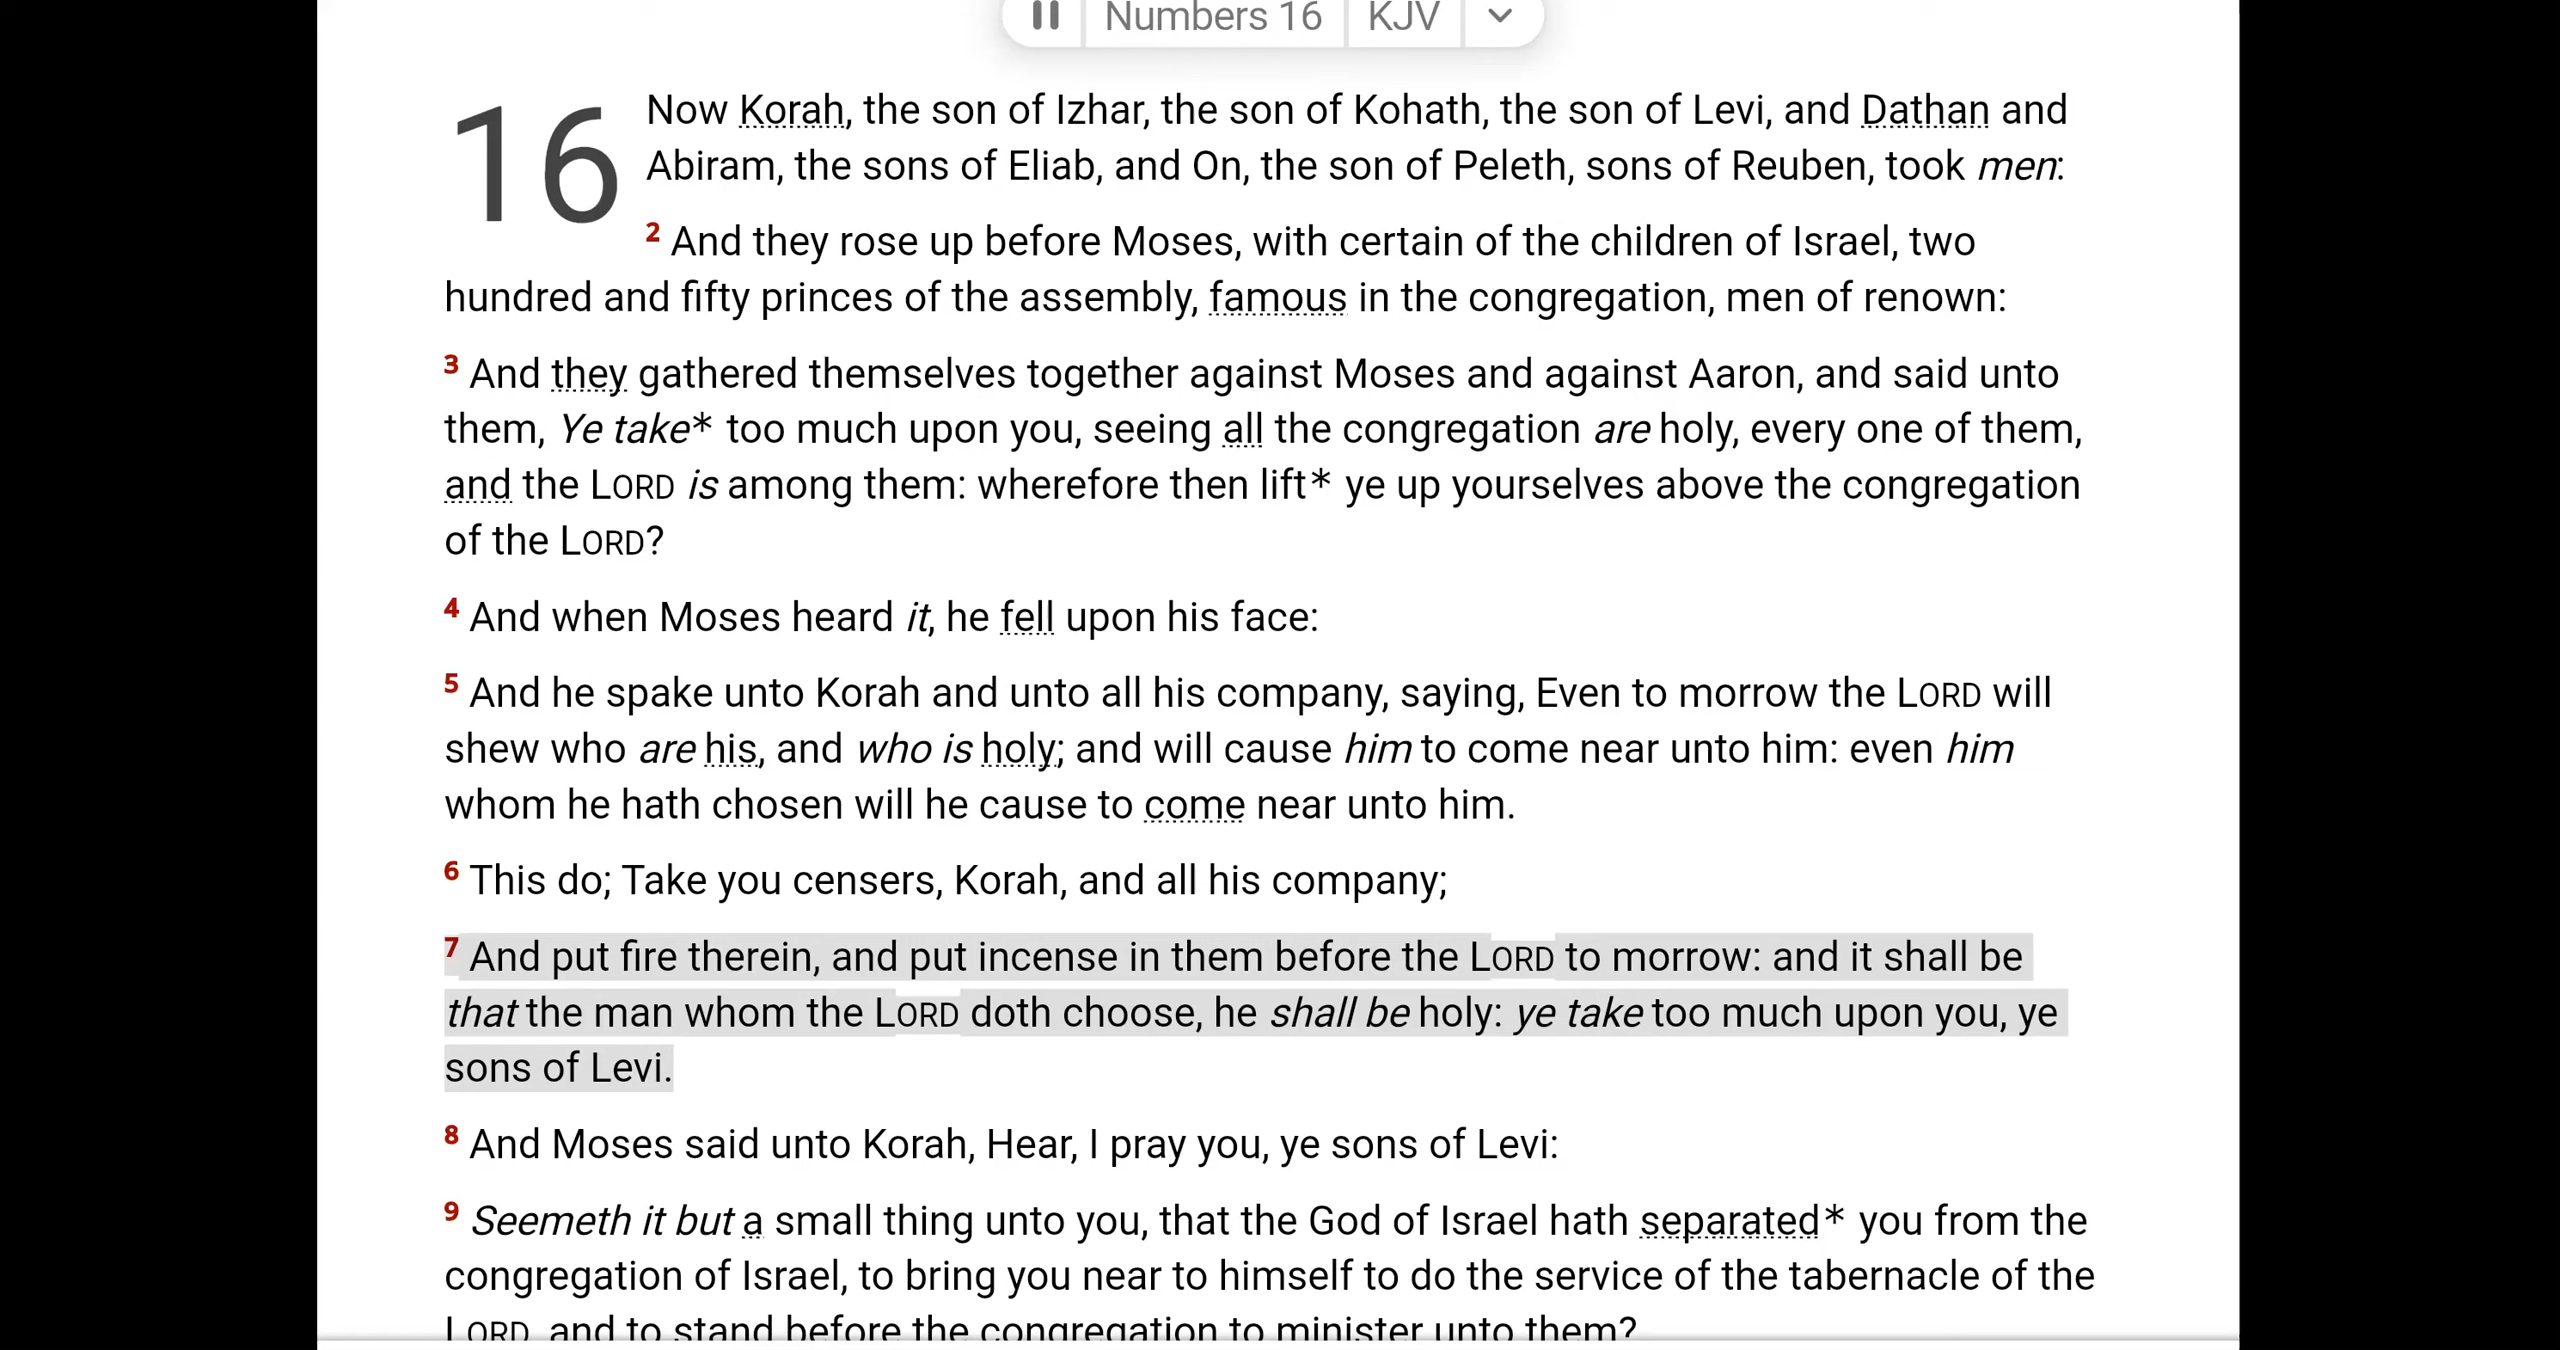 Numbers 16 KJV
16 Now Korah, the son of Izhar, the son of Kohath, the son of Levi, and Dathan and
Abiram, the sons of Eliab, and On, the son of Peleth, sons of Reuben, took men:
2 And they rose up before Moses, with certain of the children of Israel, two
hundred and fifty princes of the assembly, famous in the congregation, men of renown:
3 And they gathered themselves together against Moses and against Aaron, and said unto
them, Ye take* too much upon you, seeing all the congregation are holy, every one of them,
and the LORD is among them: wherefore then lift* ye up yourselves above the congregation
of the LORD?
4 And when Moses heard it, he fell upon his face:
5 And he spake unto Korah and unto all his company, saying, Even to morrow the LORD will
shew who are his, and who is holy; and will cause him to come near unto him: even him
whom he hath chosen will he cause to come near unto him.
6 This do; Take you censers, Korah, and all his company;
7 And put fire therein, and put incense in them before the LORD to morrow: and it shall be
that the man whom the LORD doth choose, he shall be holy: ye take too much upon you, ye
sons of Levi.
8 And Moses said unto Korah, Hear, I pray you, ye sons of Levi:
9 Seemeth it but a small thing unto you, that the God of Israel hath separated* you from the
congregation of Israel, to bring you near to himself to do the service of the tabernacle of the
LORD, and to stand before the congregation to minister unto them?